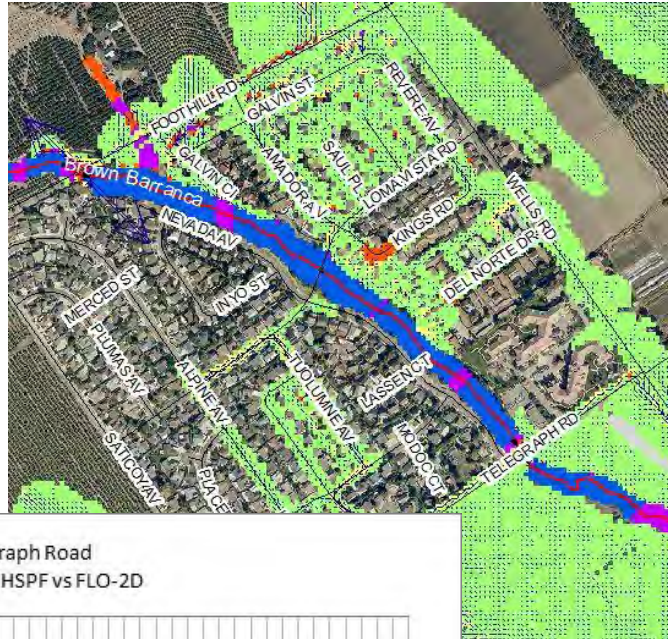 FOOTHILL RD
GALVIN ST
REVERE AV
Brown Barranca
GALVIN CT
AMADOR AV
SAUL PL
LOMA VISTA RD
WELLS RD
NEVADA AV
KINGS RD
MERCED ST
INYO ST
DEL NORTE DR
PLUMAS AV
ALPINE AV
TUOLUMNE AV
LASSEN CT
SATICOY AV
PLACE
MODOC CT
TELEGRAPH RD
raph Road
HSPF vs FLO-2D